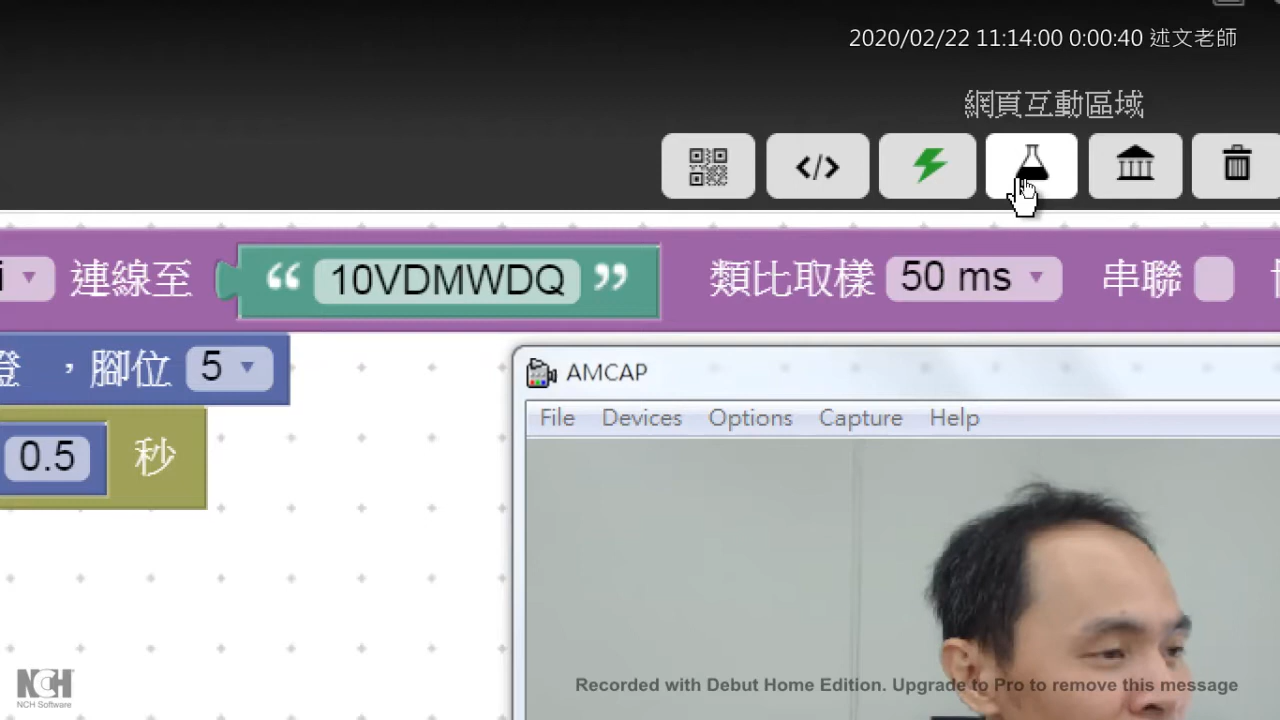 2020/02/22 11:14:00 0:00:40 述文老師
網頁互動區域
連線至 “ 10VDMWDQ ” 類比取樣 50 ms 串聯
，腳位 5
0.5 秒
AMCAP
File Devices Options Capture Help
NCH
NCH Software
Recorded with Debut Home Edition. Upgrade to Pro to remove this message